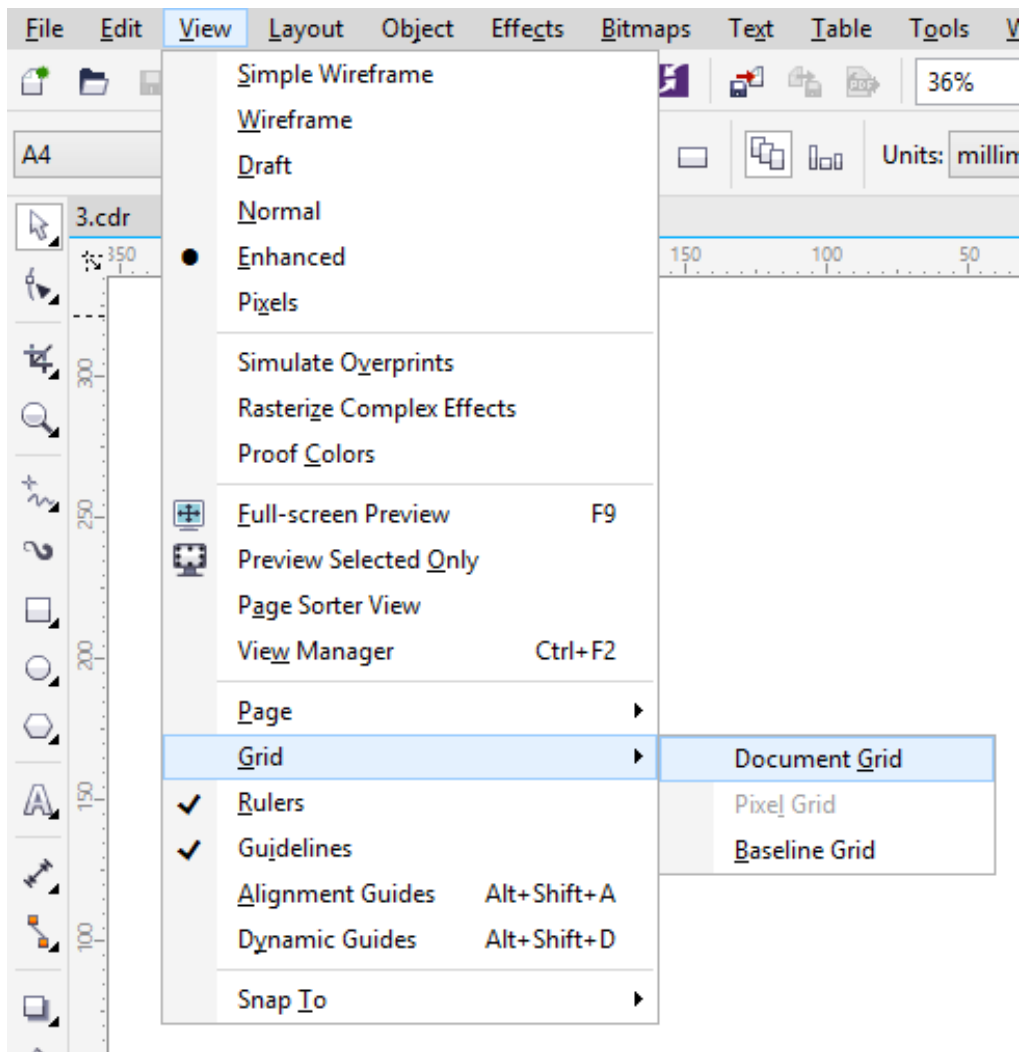 File Edit View Layout Object Effects Bitmaps Text Table Tools
PDF 36%
A4 Units: millim
3.cdr
350 150 100 50
300
250
200
150
100
Simple Wireframe
Wireframe
Draft
Normal
Enhanced
Pixels
Simulate Overprints
Rasterize Complex Effects
Proof Colors
Full-screen Preview F9
Preview Selected Only
Page Sorter View
View Manager Ctrl+F2
Page
Grid
Rulers
Guidelines
Alignment Guides Alt+Shift+A
Dynamic Guides Alt+Shift+D
Snap To
Document Grid
Pixel Grid
Baseline Grid